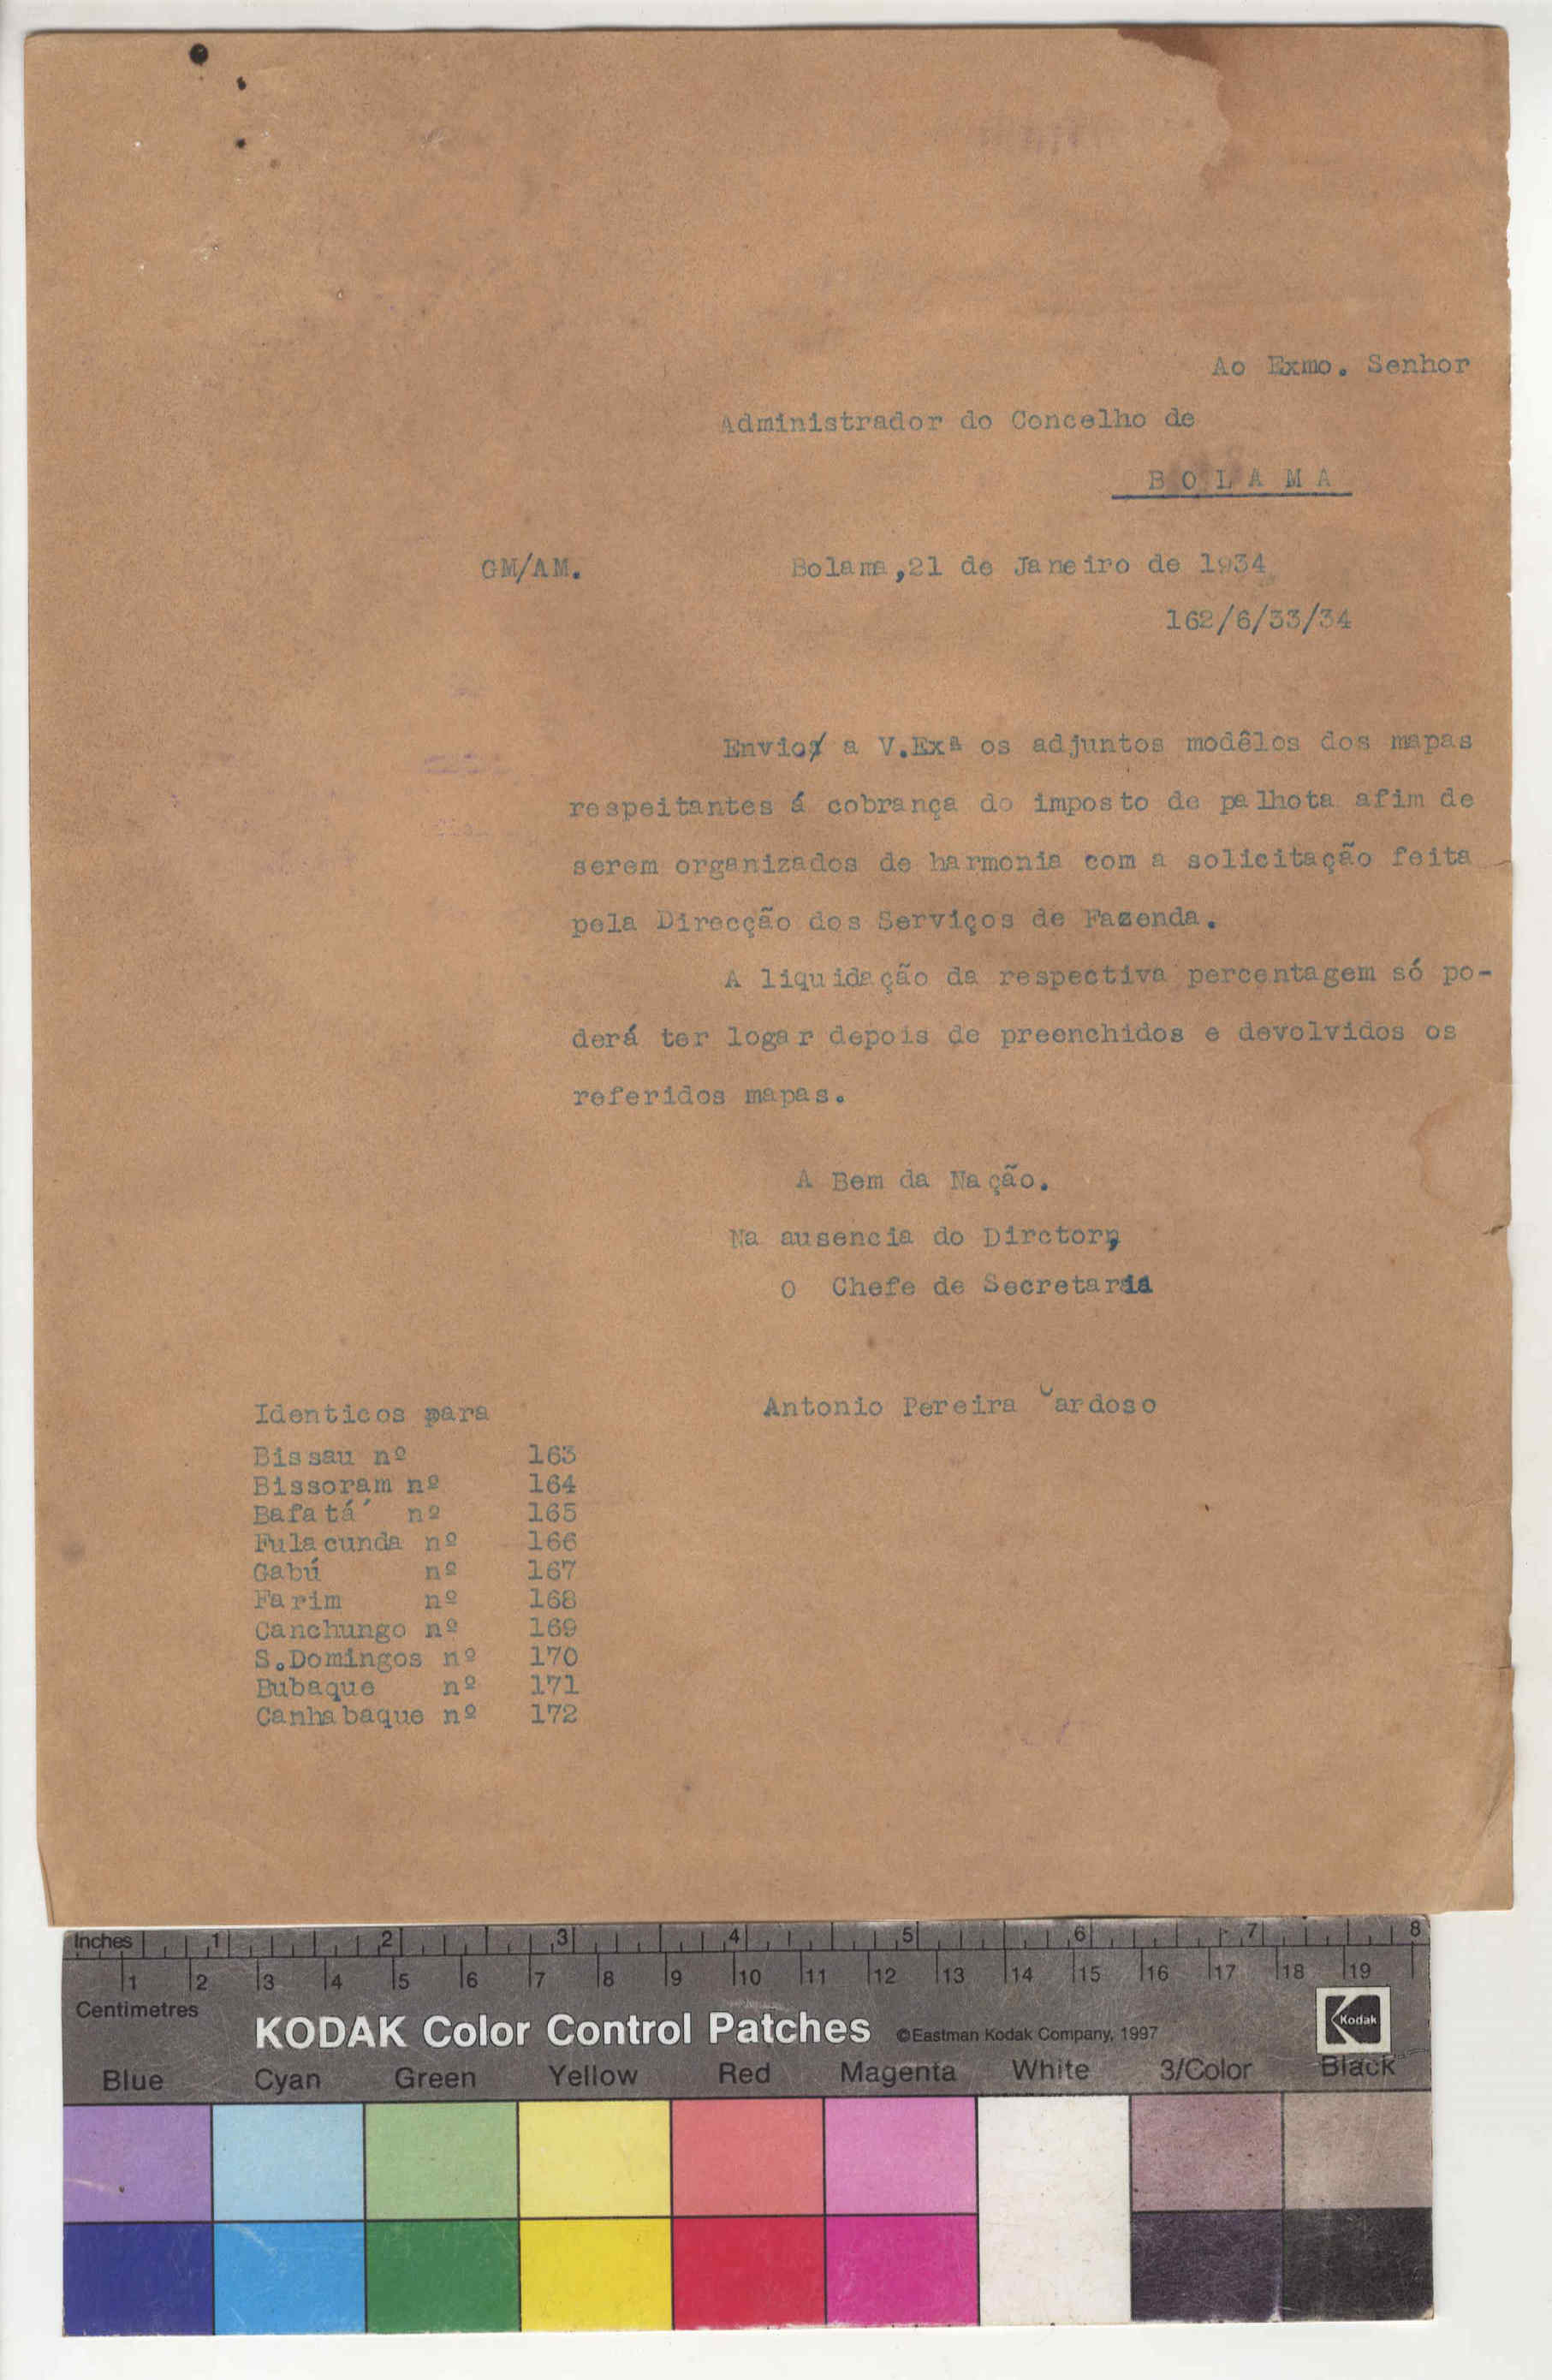 Ao Exmo. Senhor
Administrador do Concelho de
B O L A M A
GM/AM. Bolama,21 de Janeiro de 1934
162/6/33/34
Envio a V.Exª os adjuntos modêlos dos mapas
respeitantes á cobrança do imposto de palhota afim de
serem organizados de harmonia com a solicitação feita
pela Direcção dos Serviços de Fazenda.
A liquidação da respectiva percentagem só po-
derá ter logar depois de preenchidos e devolvidos os
referidos mapas.
A Bem da Nação.
Na ausencia do Dirctor,
O Chefe de Secretaria
Antonio Pereira Cardoso
Identicos para
Bissau nº 163
Bissoram nº 164
Bafatá nº 165
Fulacunda nº 166
Gabú nº 167
Farim nº 168
Canchungo nº 169
S.Domingos nº 170
Bubaque nº 171
Canhabaque nº 172
Inches 1 2 3 4 5 6 7 8
1 2 3 4 5 6 7 8 9 10 11 12 13 14 15 16 17 18 19
Centimetres
KODAK Color Control Patches ©Eastman Kodak Company, 1997 Kodak
Blue Cyan Green Yellow Red Magenta White 3/Color Black